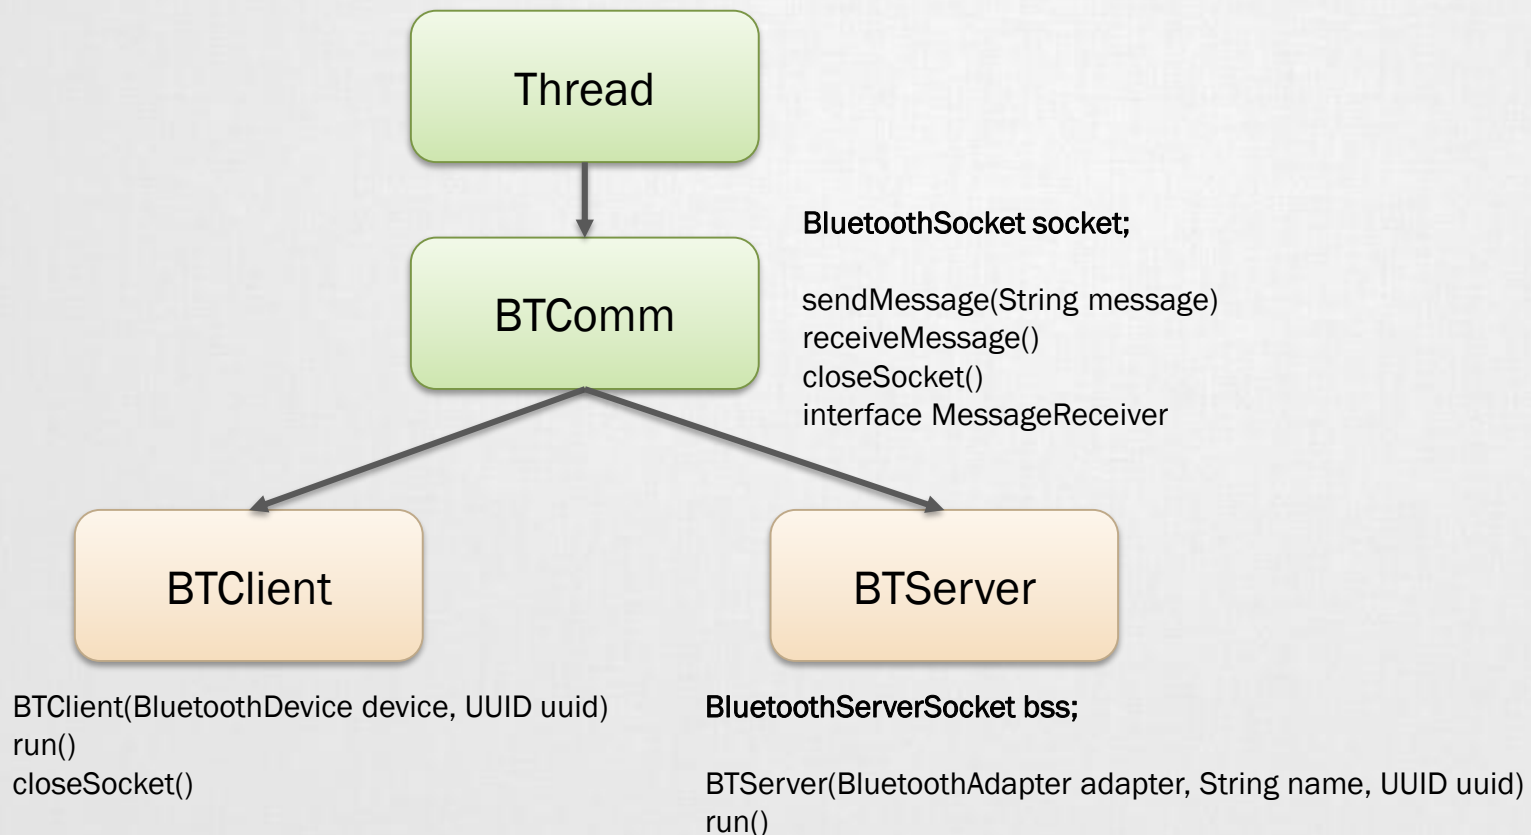 Thread
BTComm
BluetoothSocket socket;
sendMessage(String message)
receiveMessage()
closeSocket()
interface MessageReceiver
BTClient
BTServer
BTClient(BluetoothDevice device, UUID uuid)
run()
closeSocket()
BluetoothServerSocket bss;
BTServer(BluetoothAdapter adapter, String name, UUID uuid)
run()